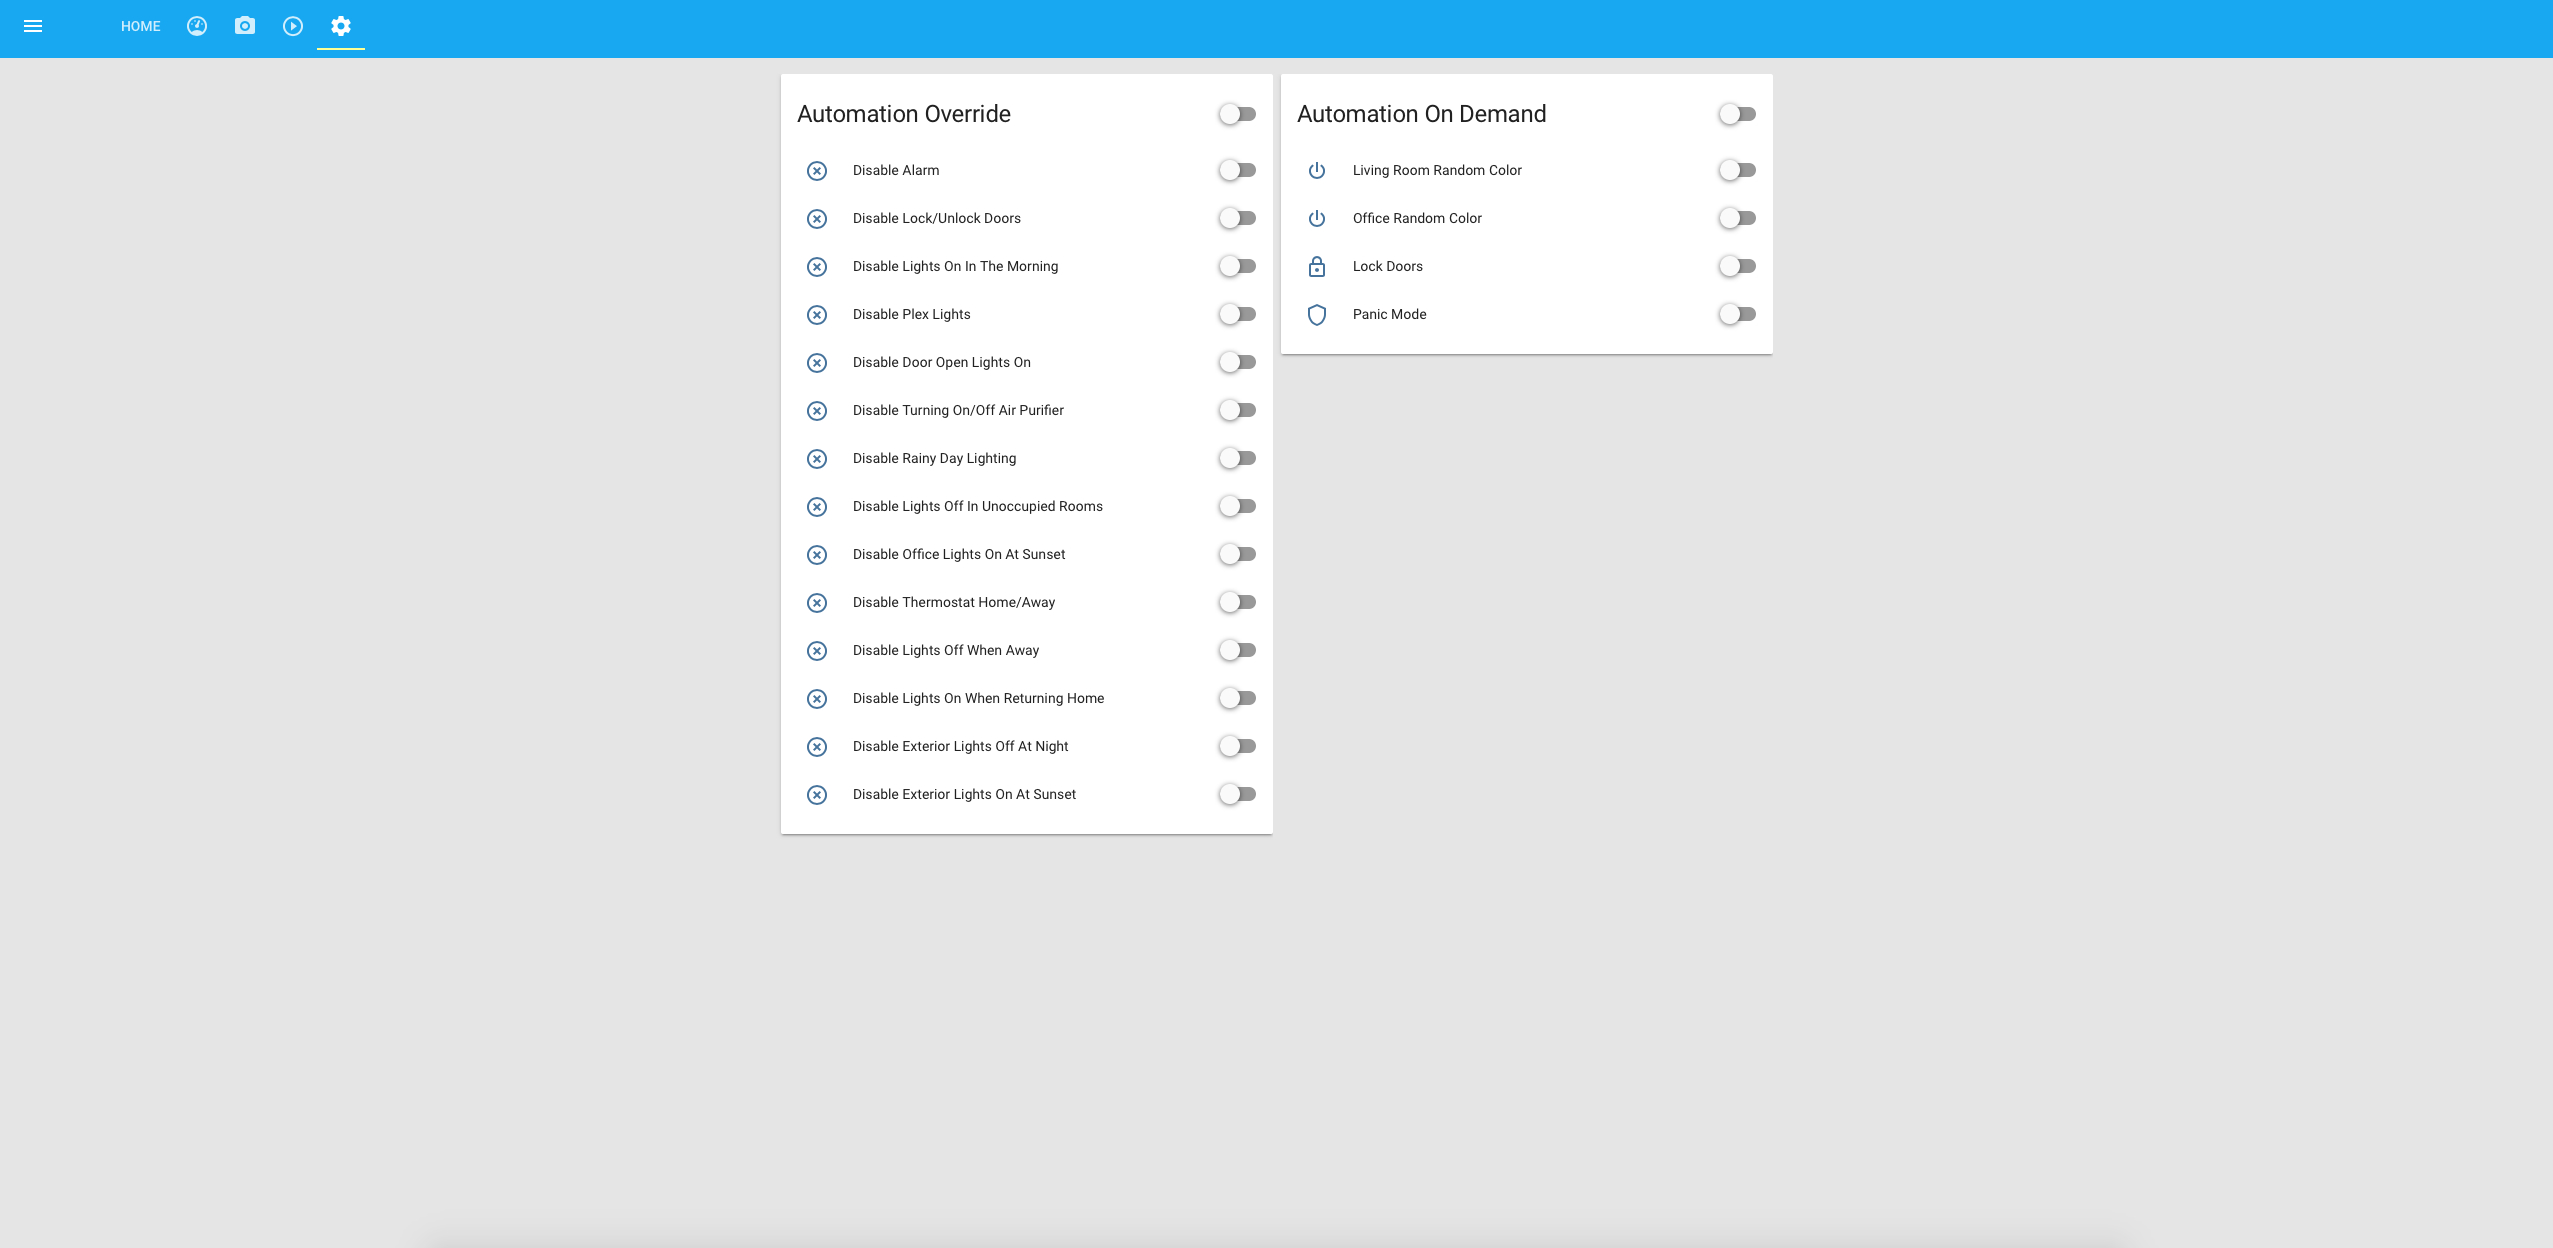 HOME
Automation Override
Disable Alarm
Disable Lock/Unlock Doors
Disable Lights On In The Morning
Disable Plex Lights
Disable Door Open Lights On
Disable Turning On/Off Air Purifier
Disable Rainy Day Lighting
Disable Lights Off In Unoccupied Rooms
Disable Office Lights On At Sunset
Disable Thermostat Home/Away
Disable Lights Off When Away
Disable Lights On When Returning Home
Disable Exterior Lights Off At Night
Disable Exterior Lights On At Sunset
Automation On Demand
Living Room Random Color
Office Random Color
Lock Doors
Panic Mode